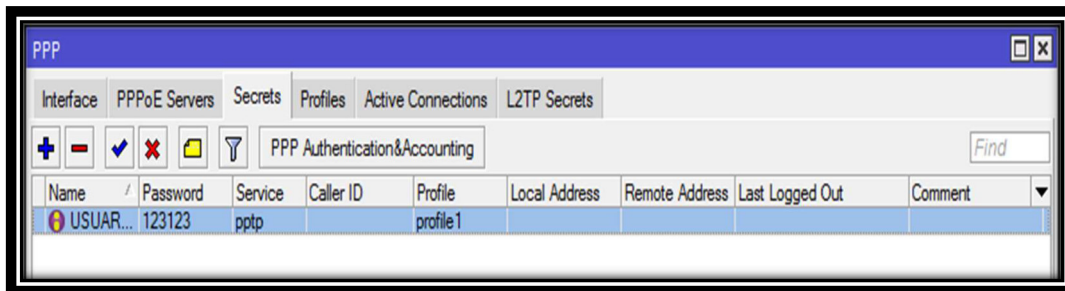 PPP
Interface PPPoE Servers Secrets Profiles Active Connections L2TP Secrets
PPP Authentication&Accounting Find
Name Password Service Caller ID Profile Local Address Remote Address Last Logged Out Comment
USUAR... 123123 pptp profile1